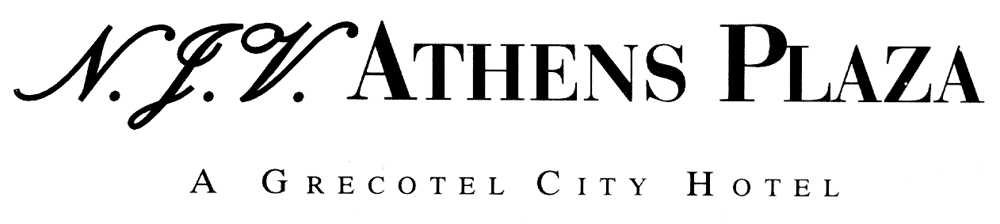 N.J.V. ATHENS PLAZA
A GRECOTEL CITY HOTEL